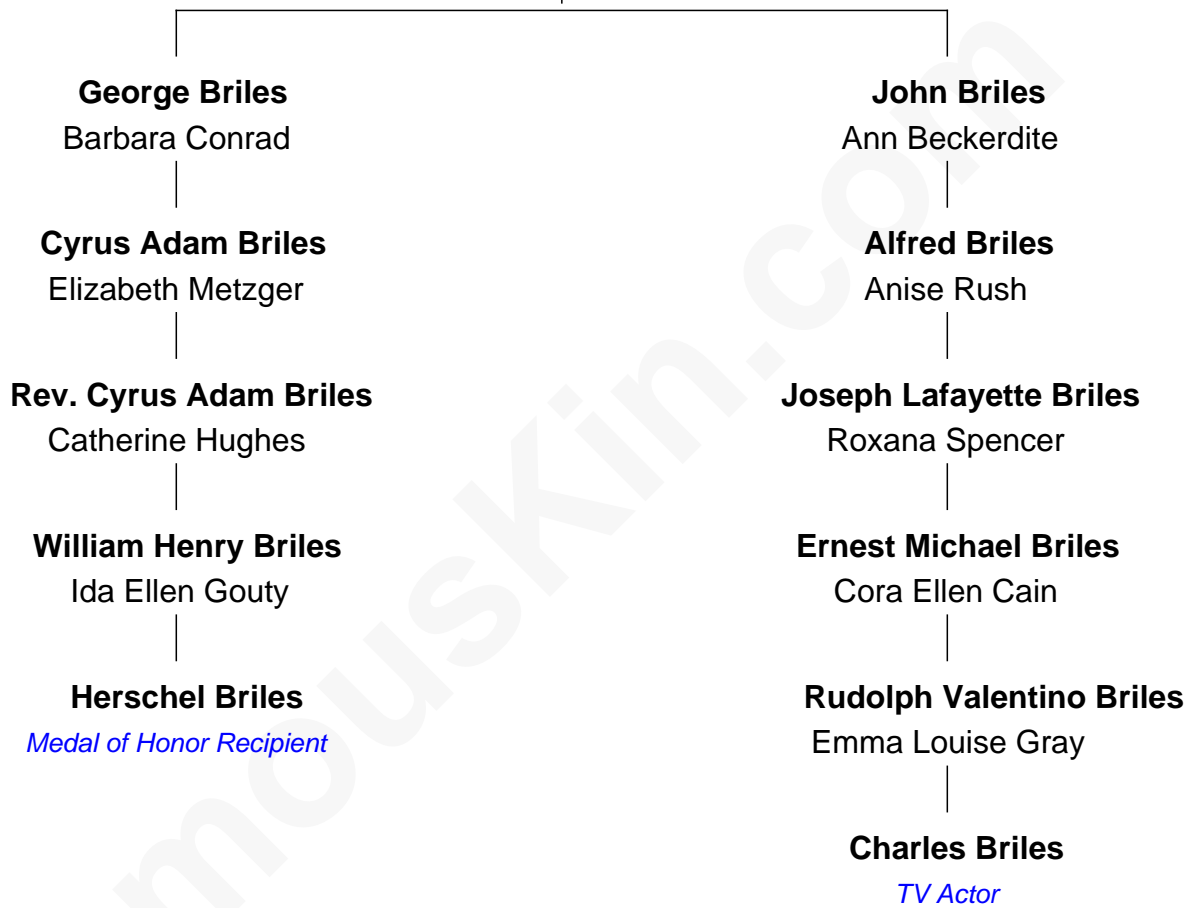 George Briles
Barbara Conrad
Cyrus Adam Briles
Elizabeth Metzger
Rev. Cyrus Adam Briles
Catherine Hughes
William Henry Briles
Ida Ellen Gouty
Herschel Briles
Medal of Honor Recipient
John Briles
Ann Beckerdite
Alfred Briles
Anise Rush
Joseph Lafayette Briles
Roxana Spencer
Ernest Michael Briles
Cora Ellen Cain
Rudolph Valentino Briles
Emma Louise Gray
Charles Briles
TV Actor
mouskin.com